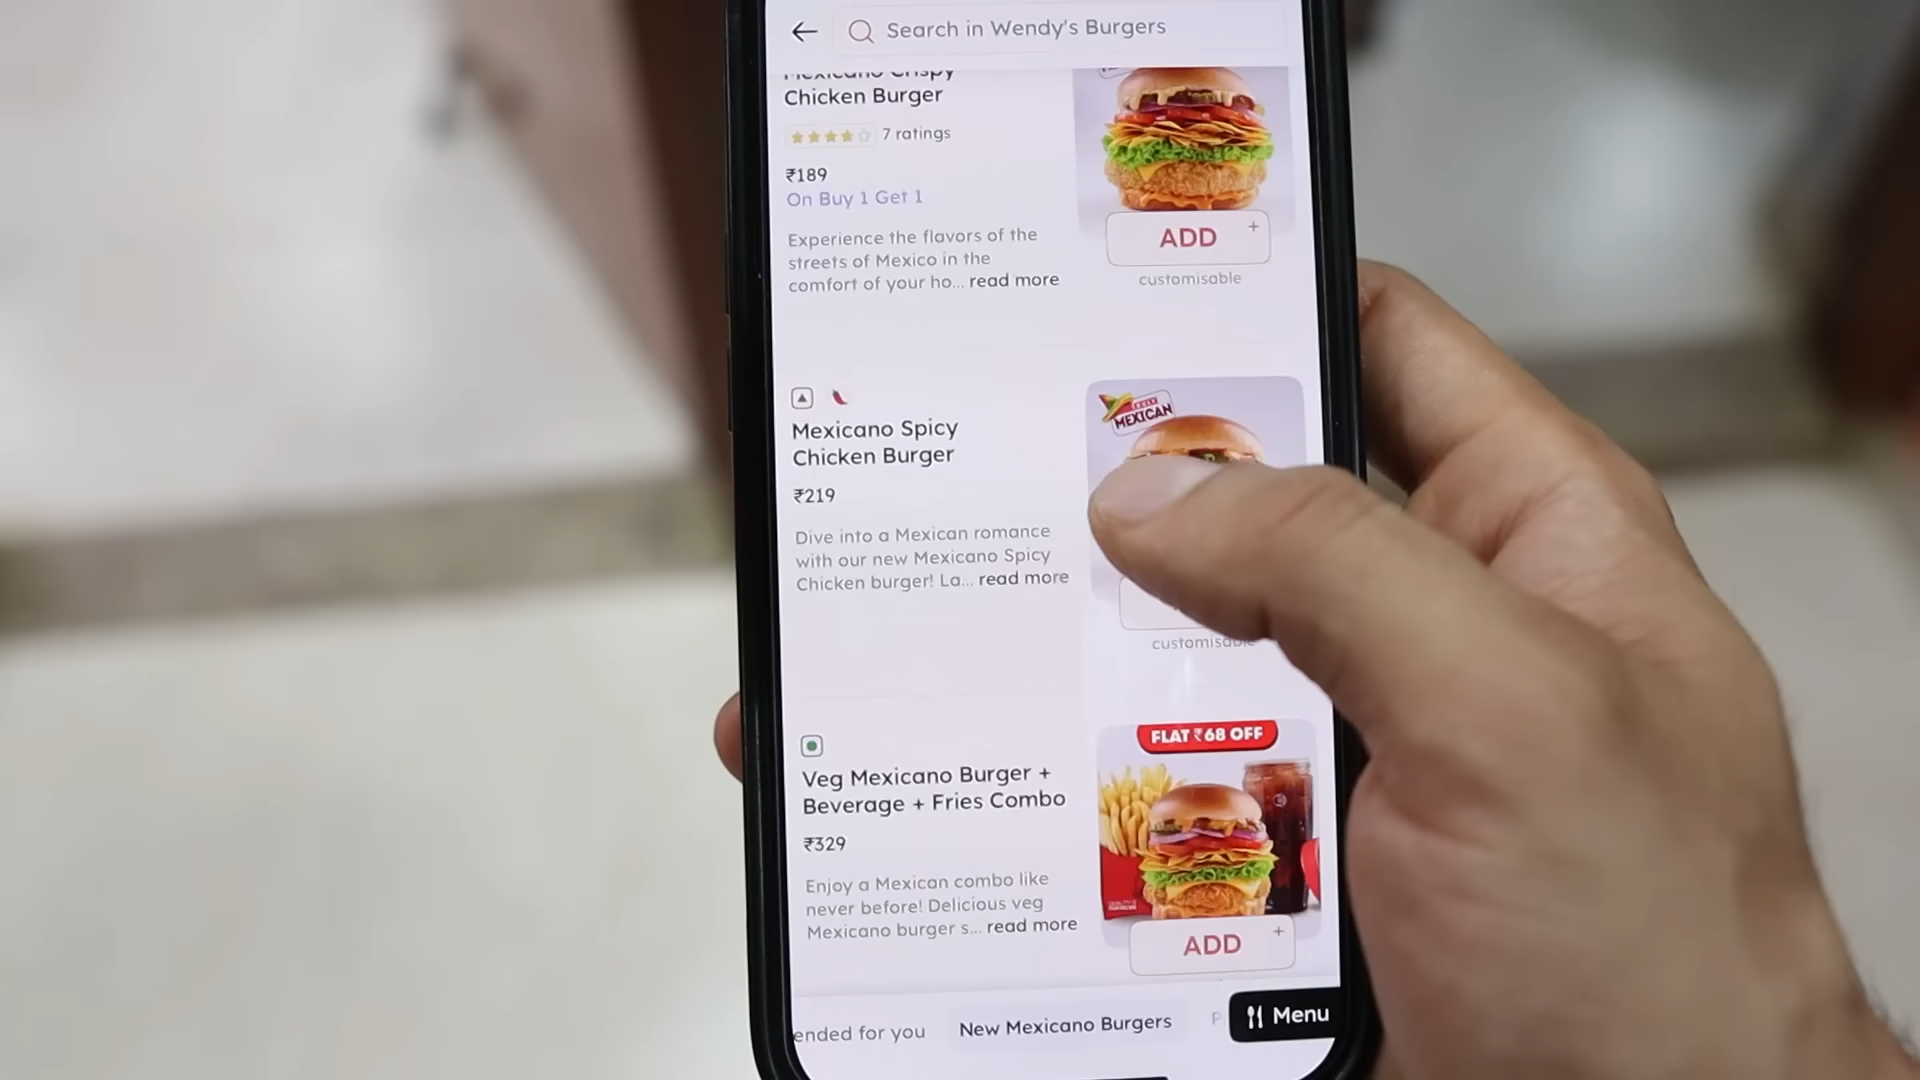 Search in Wendy's Burgers
Mexicano Crispy
Chicken Burger
7 ratings
₹189
On Buy 1 Get 1
Experience the flavors of the
streets of Mexico in the
comfort of your ho... read more
ADD +
customisable
MEXICAN
Mexicano Spicy
Chicken Burger
₹219
Dive into a Mexican romance
with our new Mexicano Spicy
Chicken burger! La... read more
customisable
FLAT ₹68 OFF
Veg Mexicano Burger +
Beverage + Fries Combo
₹329
Enjoy a Mexican combo like
never before! Delicious veg
Mexicano burger s... read more
ADD +
ended for you
New Mexicano Burgers
P
Menu